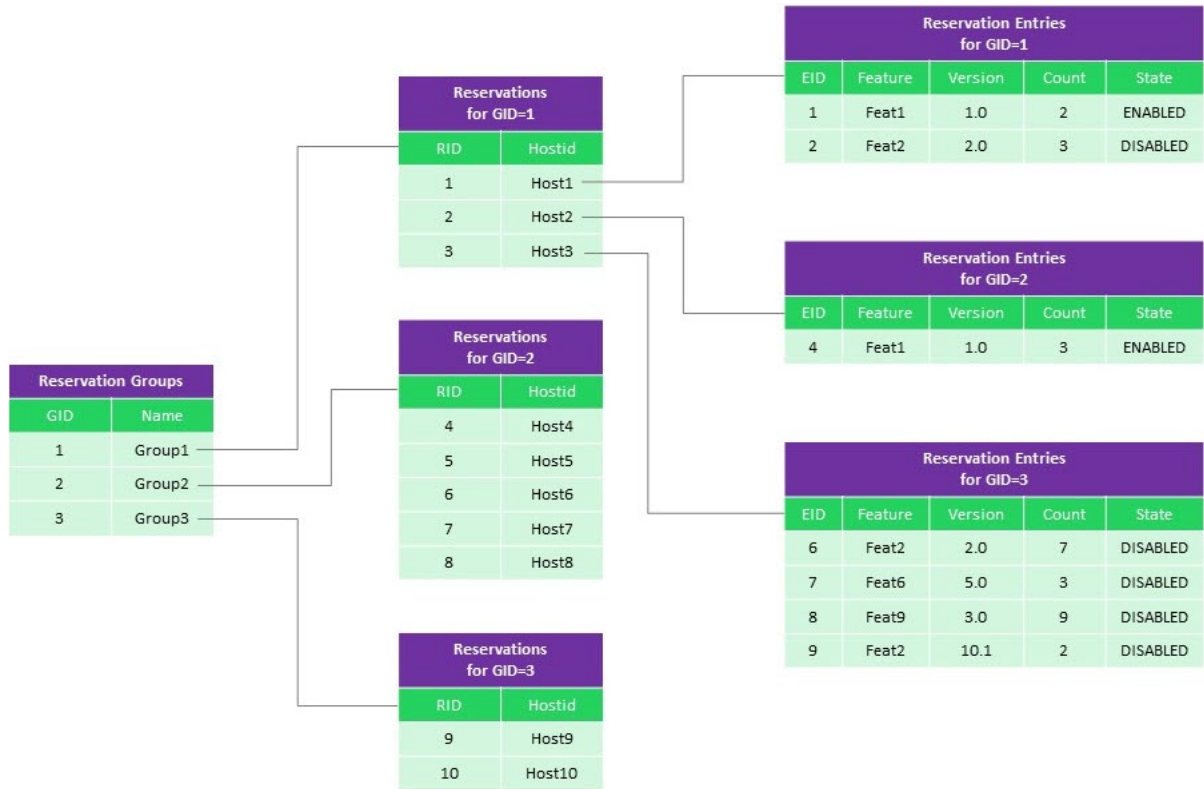 Reservation Groups
GID Name
1 Group1
2 Group2
3 Group3
Reservations
for GID=1
RID Hostid
1 Host1
2 Host2
3 Host3
Reservations
for GID=2
RID Hostid
4 Host4
5 Host5
6 Host6
7 Host7
8 Host8
Reservations
for GID=3
RID Hostid
9 Host9
10 Host10
Reservation Entries
for GID=1
EID Feature Version Count State
1 Feat1 1.0 2 ENABLED
2 Feat2 2.0 3 DISABLED
Reservation Entries
for GID=2
EID Feature Version Count State
4 Feat1 1.0 3 ENABLED
Reservation Entries
for GID=3
EID Feature Version Count State
6 Feat2 2.0 7 DISABLED
7 Feat6 5.0 3 DISABLED
8 Feat9 3.0 9 DISABLED
9 Feat2 10.1 2 DISABLED